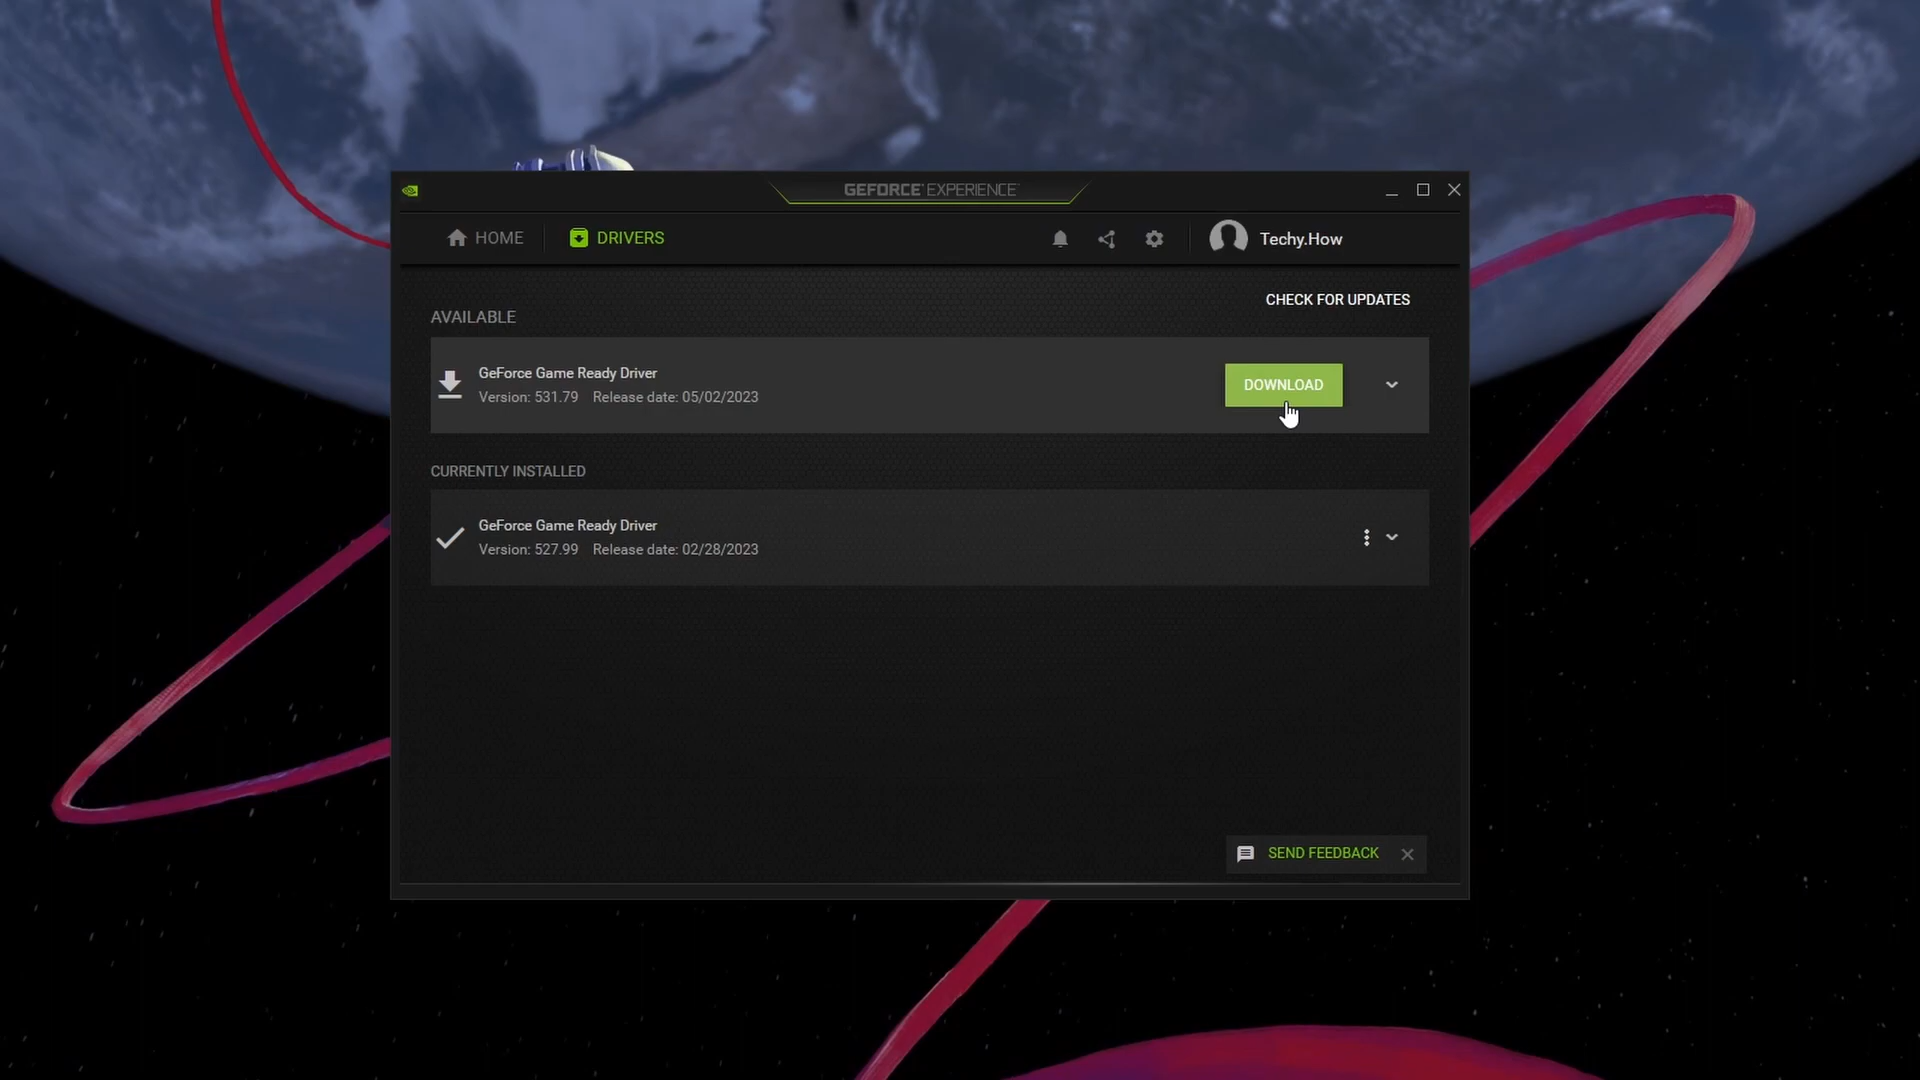 GEFORCE EXPERIENCE
HOME
DRIVERS
Techy.How
CHECK FOR UPDATES
AVAILABLE
GeForce Game Ready Driver
Version: 531.79 Release date: 05/02/2023
DOWNLOAD
CURRENTLY INSTALLED
GeForce Game Ready Driver
Version: 527.99 Release date: 02/28/2023
SEND FEEDBACK